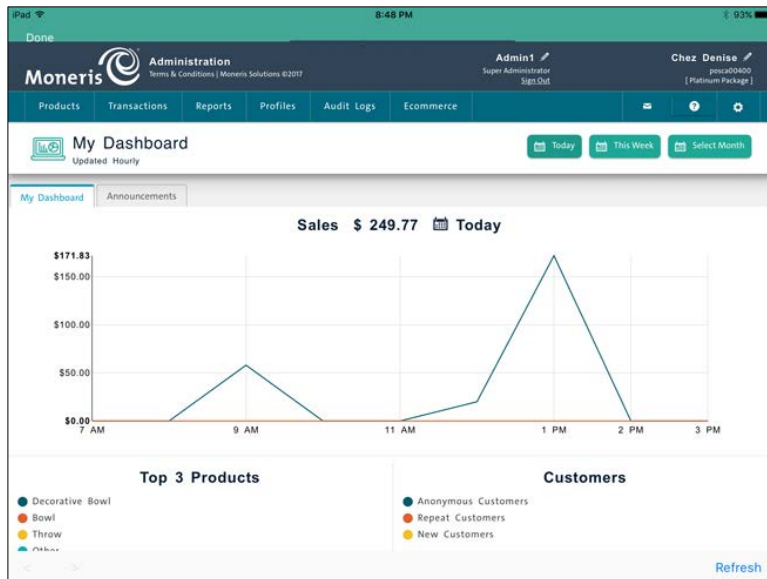 iPad 8:48 PM 93%
Done
Moneris Administration
Terms & Conditions | Moneris Solutions ©2017
Admin1
Super Administrator
Sign Out
Chez Denise
posca00400
[ Platinum Package ]
Products Transactions Reports Profiles Audit Logs Ecommerce ?
My Dashboard
Updated Hourly
Today This Week Select Month
My Dashboard Announcements
Sales $ 249.77 Today
$171.83
$150.00
$100.00
$50.00
$0.00
7 AM 9 AM 11 AM 1 PM 2 PM 3 PM
Top 3 Products
Decorative Bowl
Bowl
Throw
Other
Customers
Anonymous Customers
Repeat Customers
New Customers
< >
Refresh